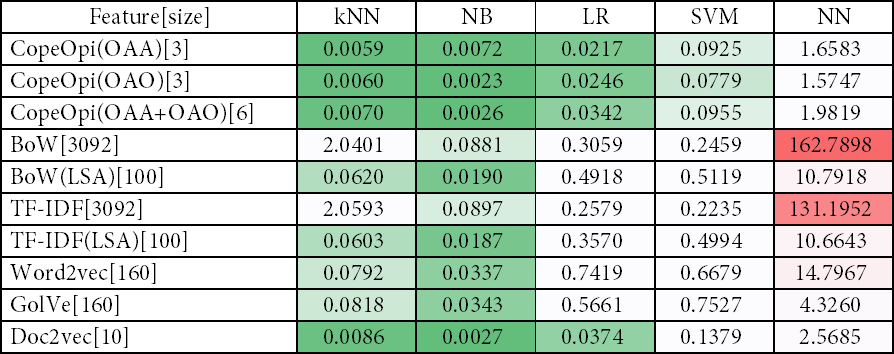 Feature[size] kNN NB LR SVM NN
CopeOpi(OAA)[3] 0.0059 0.0072 0.0217 0.0925 1.6583
CopeOpi(OAO)[3] 0.0060 0.0023 0.0246 0.0779 1.5747
CopeOpi(OAA+OAO)[6] 0.0070 0.0026 0.0342 0.0955 1.9819
BoW[3092] 2.0401 0.0881 0.3059 0.2459 162.7898
BoW(LSA)[100] 0.0620 0.0190 0.4918 0.5119 10.7918
TF-IDF[3092] 2.0593 0.0897 0.2579 0.2235 131.1952
TF-IDF(LSA)[100] 0.0603 0.0187 0.3570 0.4994 10.6643
Word2vec[160] 0.0792 0.0337 0.7419 0.6679 14.7967
GolVe[160] 0.0818 0.0343 0.5661 0.7527 4.3260
Doc2vec[10] 0.0086 0.0027 0.0374 0.1379 2.5685